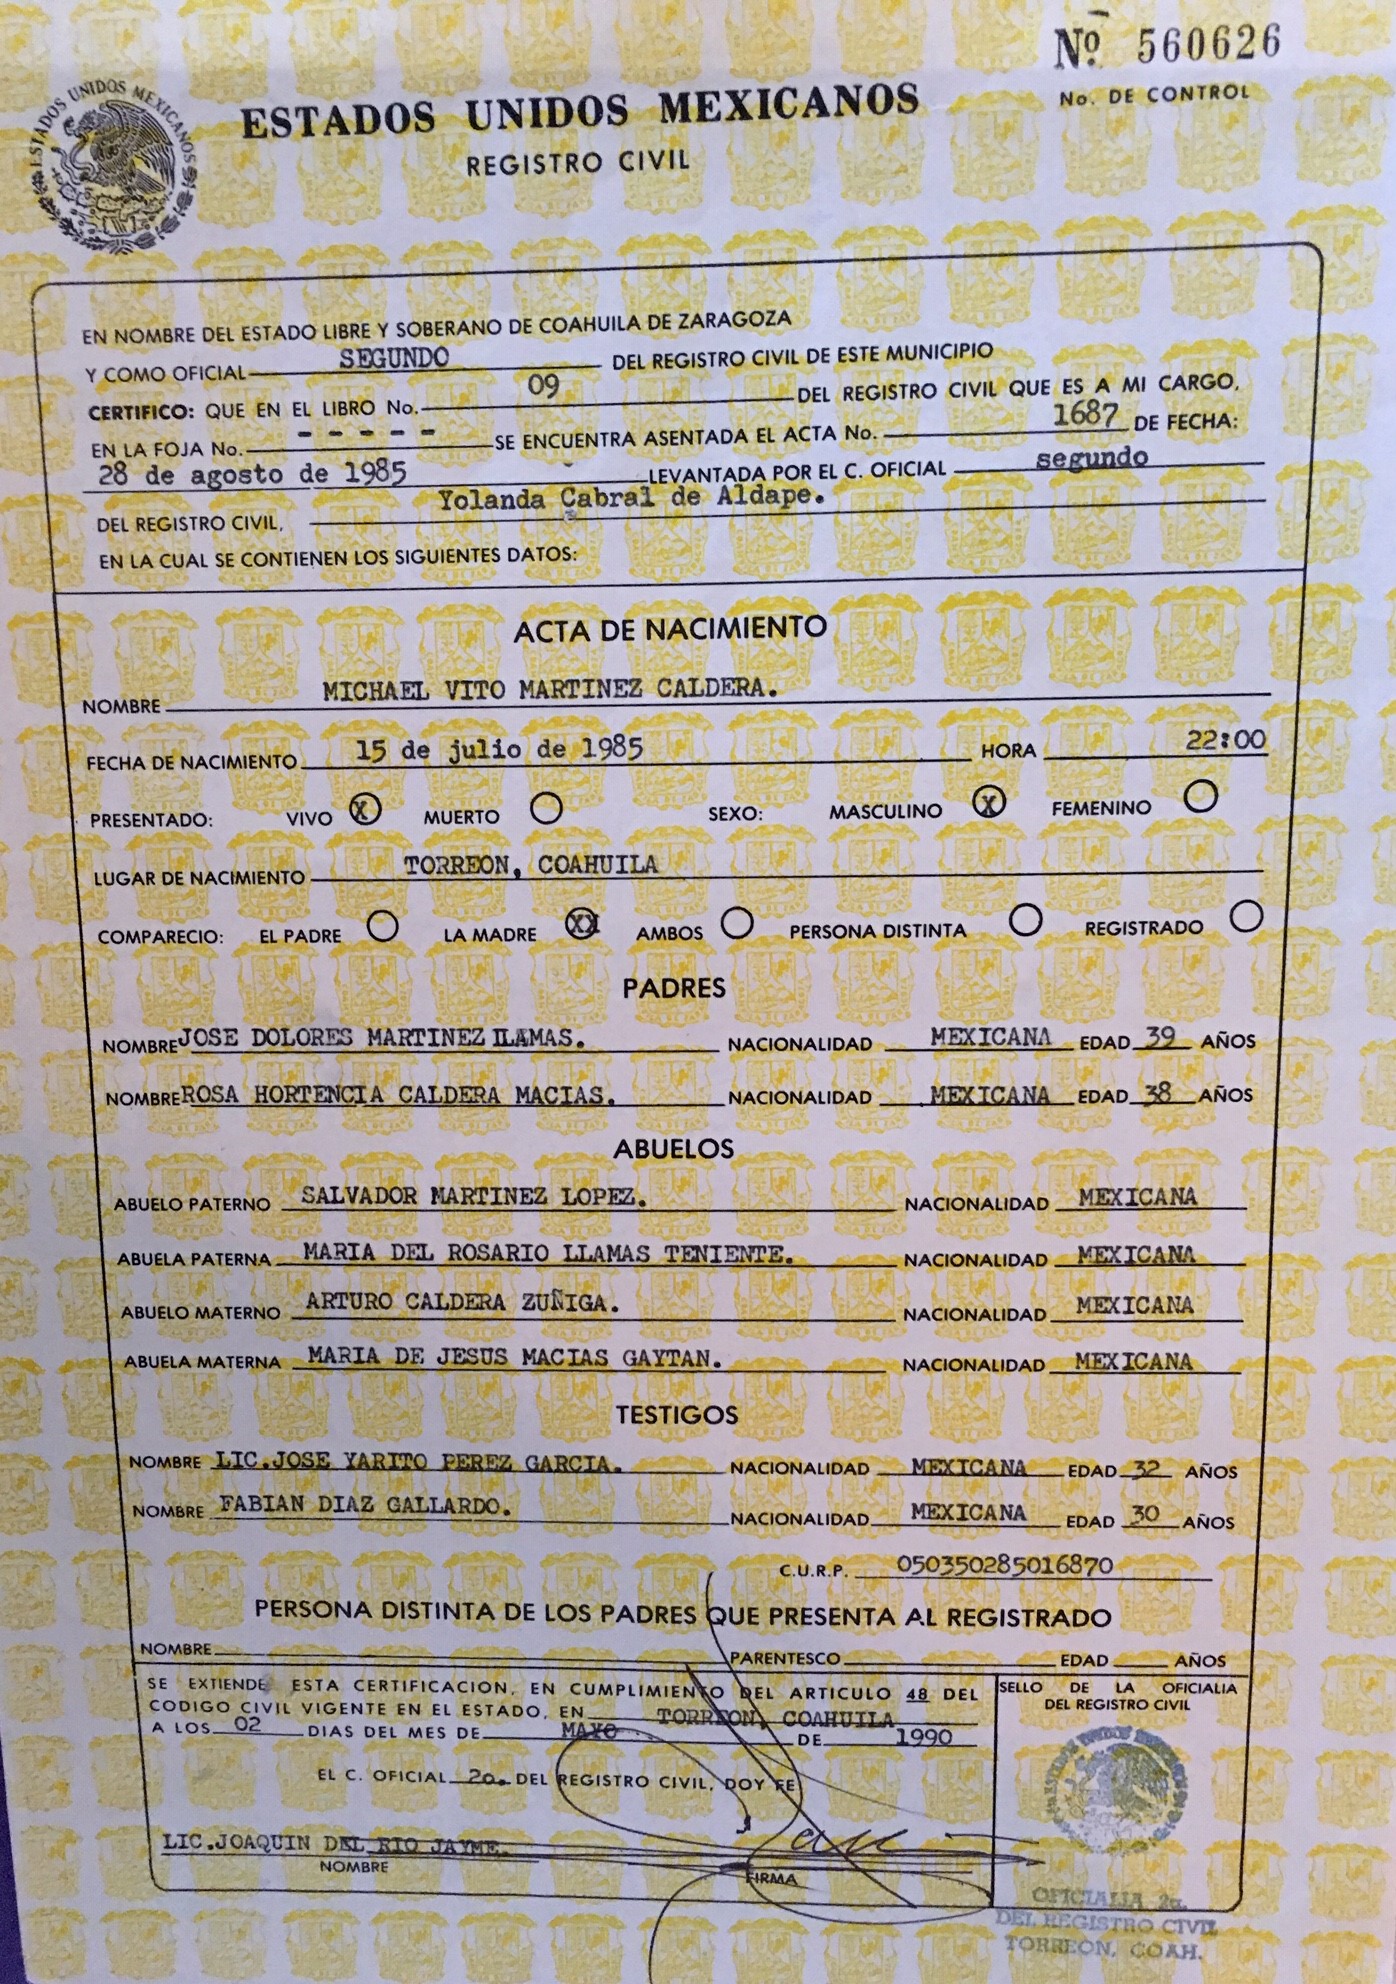 Nº 560626
No. DE CONTROL
ESTADOS UNIDOS MEXICANOS
ESTADOS UNIDOS MEXICANOS
REGISTRO CIVIL
EN NOMBRE DEL ESTADO LIBRE Y SOBERANO DE COAHUILA DE ZARAGOZA
Y COMO OFICIAL SEGUNDO DEL REGISTRO CIVIL DE ESTE MUNICIPIO
CERTIFICO: QUE EN EL LIBRO No. 09 DEL REGISTRO CIVIL QUE ES A MI CARGO,
EN LA FOJA No. - - - - - SE ENCUENTRA ASENTADA EL ACTA No. 1687 DE FECHA:
28 de agosto de 1985 LEVANTADA POR EL C. OFICIAL segundo
DEL REGISTRO CIVIL, Yolanda Cabral de Aldape.
EN LA CUAL SE CONTIENEN LOS SIGUIENTES DATOS:
ACTA DE NACIMIENTO
NOMBRE MICHAEL VITO MARTINEZ CALDERA.
FECHA DE NACIMIENTO 15 de julio de 1985 HORA 22:00
PRESENTADO: VIVO X MUERTO SEXO: MASCULINO X FEMENINO
LUGAR DE NACIMIENTO TORREON, COAHUILA
COMPARECIO: EL PADRE LA MADRE XX AMBOS PERSONA DISTINTA REGISTRADO
PADRES
NOMBRE JOSE DOLORES MARTINEZ LLAMAS. NACIONALIDAD MEXICANA EDAD 39 AÑOS
NOMBRE ROSA HORTENCIA CALDERA MACIAS. NACIONALIDAD MEXICANA EDAD 38 AÑOS
ABUELOS
ABUELO PATERNO SALVADOR MARTINEZ LOPEZ. NACIONALIDAD MEXICANA
ABUELA PATERNA MARIA DEL ROSARIO LLAMAS TENIENTE. NACIONALIDAD MEXICANA
ABUELO MATERNO ARTURO CALDERA ZUÑIGA. NACIONALIDAD MEXICANA
ABUELA MATERNA MARIA DE JESUS MACIAS GAYTAN. NACIONALIDAD MEXICANA
TESTIGOS
NOMBRE LIC.JOSE YARITO PEREZ GARCIA. NACIONALIDAD MEXICANA EDAD 32 AÑOS
NOMBRE FABIAN DIAZ GALLARDO. NACIONALIDAD MEXICANA EDAD 30 AÑOS
C.U.R.P. 050350285016870
PERSONA DISTINTA DE LOS PADRES QUE PRESENTA AL REGISTRADO
NOMBRE PARENTESCO EDAD AÑOS
SE EXTIENDE ESTA CERTIFICACION, EN CUMPLIMIENTO DEL ARTICULO 48 DEL
CODIGO CIVIL VIGENTE EN EL ESTADO, EN TORREON, COAHUILA
A LOS 02 DIAS DEL MES DE MAYO DE 1990
EL C. OFICIAL 2o. DEL REGISTRO CIVIL, DOY FE
LIC.JOAQUIN DEL RIO JAYME.
NOMBRE FIRMA
SELLO DE LA OFICIALIA
DEL REGISTRO CIVIL
ESTADOS UNIDOS MEXICANOS
OFICIALIA 2a.
DEL REGISTRO CIVIL
TORREON, COAH.